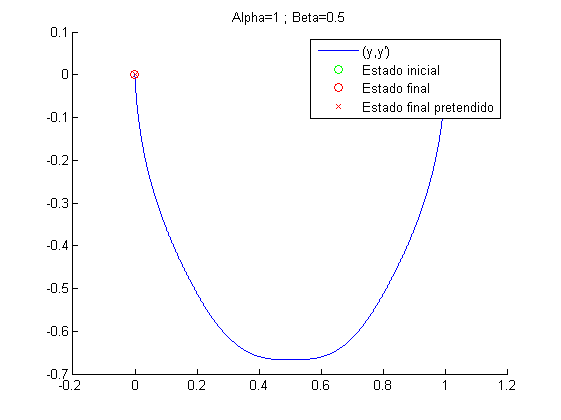 Alpha=1 ; Beta=0.5
0.1
0
-0.1
-0.2
-0.3
-0.4
-0.5
-0.6
-0.7
(y,y')
Estado inicial
Estado final
Estado final pretendido
-0.2 0 0.2 0.4 0.6 0.8 1 1.2